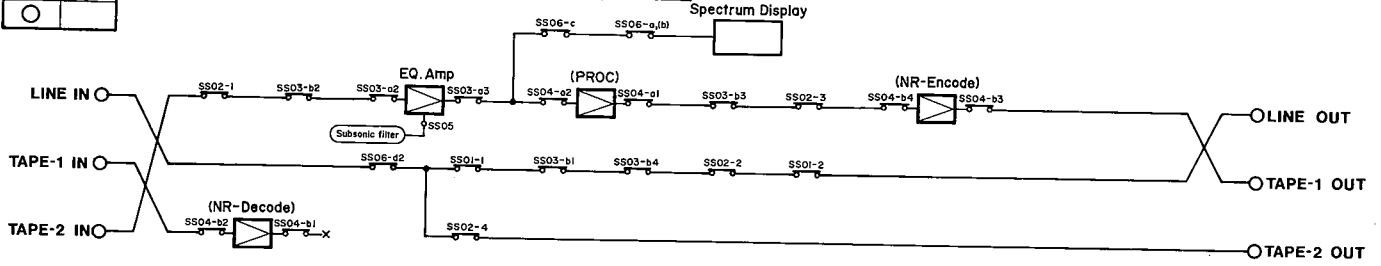 Spectrum Display
SS06-c SS06-a,(b)
EQ. Amp (PROC) (NR-Encode)
LINE IN SS02-1 SS03-b2 SS03-a2 SS03-a3 SS04-a2 SS04-a1 SS03-b3 SS02-3 SS04-b4 SS04-b3 LINE OUT
Subsonic filter SS05
TAPE-1 IN SS06-d2 SS01-1 SS03-b1 SS03-b4 SS02-2 SS01-2 TAPE-1 OUT
(NR-Decode)
TAPE-2 IN SS04-b2 SS04-b1 × SS02-4 TAPE-2 OUT